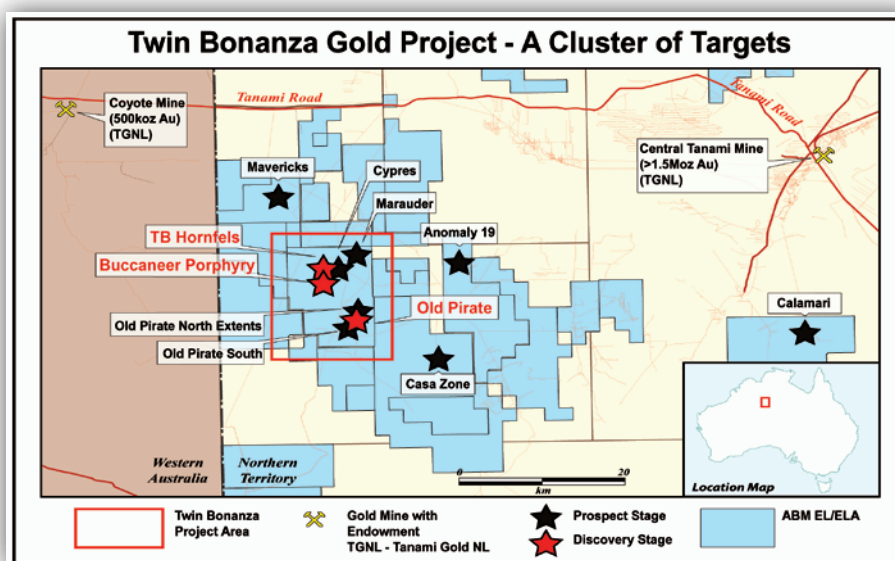 Twin Bonanza Gold Project - A Cluster of Targets
Coyote Mine
(500koz Au)
(TGNL)
Tanami Road
Tanami Road
Central Tanami Mine
(>1.5Moz Au)
(TGNL)
Mavericks
Cypres
Marauder
TB Hornfels
Anomaly 19
Buccaneer Porphyry
Old Pirate
Calamari
Old Pirate North Extents
Old Pirate South
Casa Zone
Western
Australia
Northern
Territory
0
20
km
Location Map
Twin Bonanza
Project Area
Gold Mine with
Endowment
TGNL - Tanami Gold NL
Prospect Stage
Discovery Stage
ABM EL/ELA